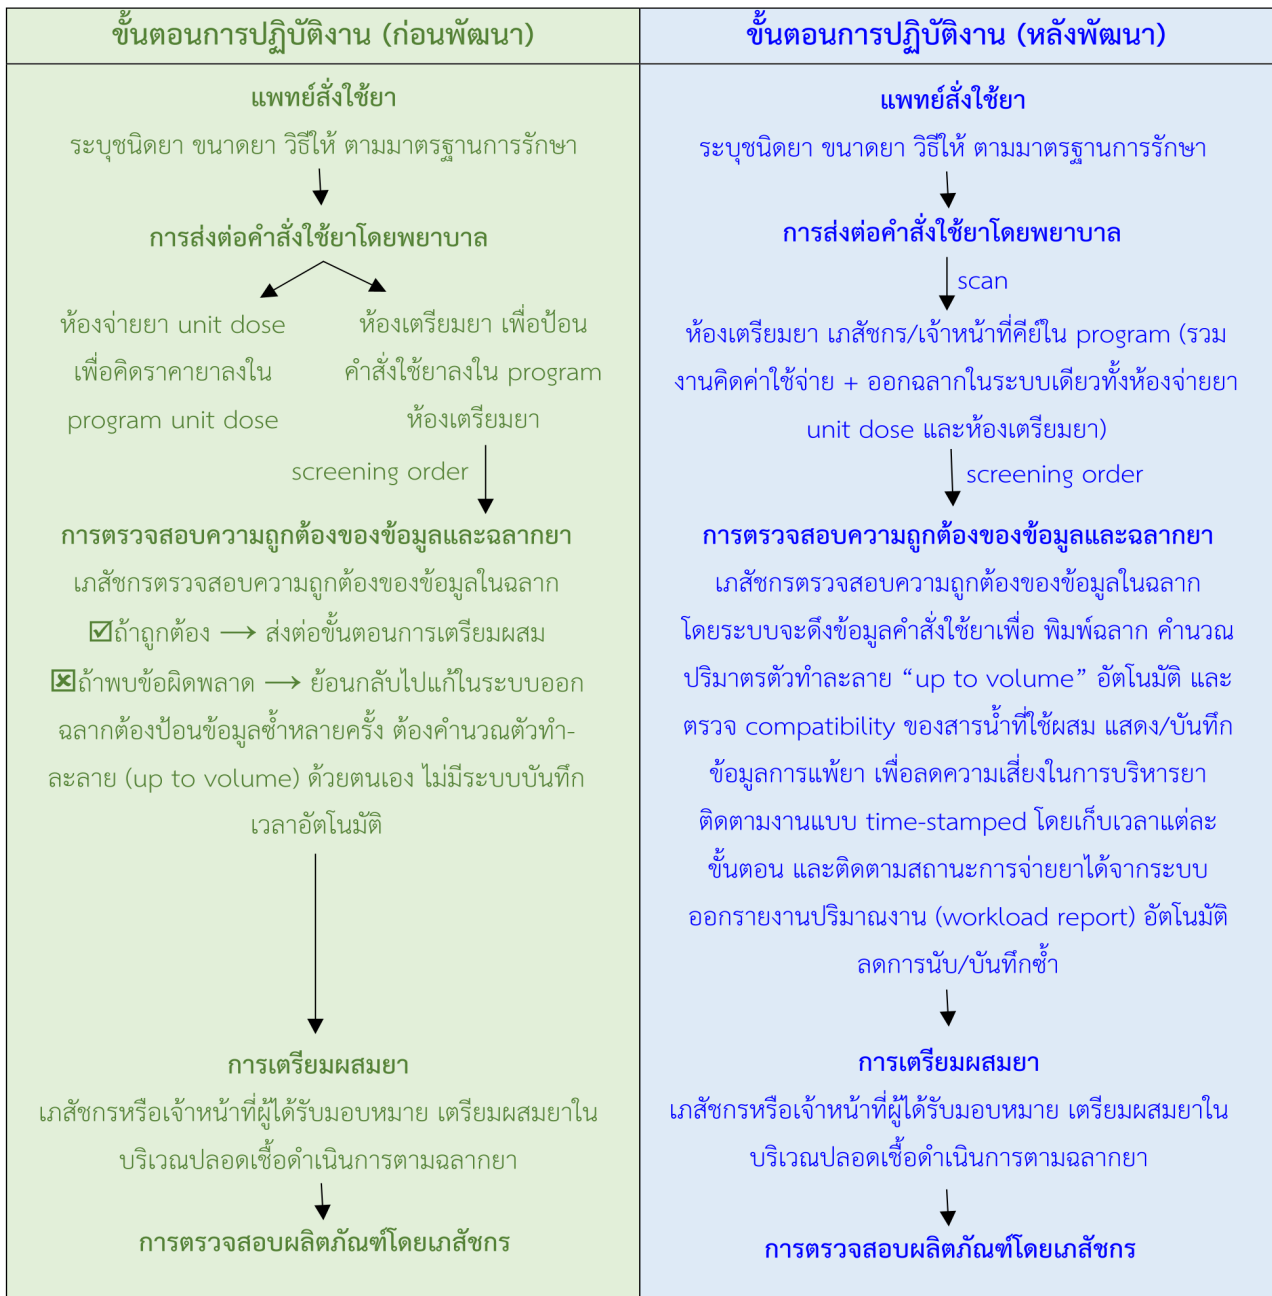 ขั้นตอนการปฏิบัติงาน (ก่อนพัฒนา)
แพทย์สั่งใช้ยา
ระบุชนิดยา ขนาดยา วิธีให้ ตามมาตรฐานการรักษา
การส่งต่อคำสั่งใช้ยาโดยพยาบาล
ห้องจ่ายยา unit dose
เพื่อคิดราคายาลงใน
program unit dose
ห้องเตรียมยา เพื่อป้อน
คำสั่งใช้ยาลงใน program
ห้องเตรียมยา
screening order
การตรวจสอบความถูกต้องของข้อมูลและฉลากยา
เภสัชกรตรวจสอบความถูกต้องของข้อมูลในฉลาก
☑ถ้าถูกต้อง → ส่งต่อขั้นตอนการเตรียมผสม
☒ถ้าพบข้อผิดพลาด → ย้อนกลับไปแก้ในระบบออก
ฉลากต้องป้อนข้อมูลซ้ำหลายครั้ง ต้องคำนวณตัวทำ-
ละลาย (up to volume) ด้วยตนเอง ไม่มีระบบบันทึก
เวลาอัตโนมัติ
การเตรียมผสมยา
เภสัชกรหรือเจ้าหน้าที่ผู้ได้รับมอบหมาย เตรียมผสมยาใน
บริเวณปลอดเชื้อดำเนินการตามฉลากยา
การตรวจสอบผลิตภัณฑ์โดยเภสัชกร
ขั้นตอนการปฏิบัติงาน (หลังพัฒนา)
แพทย์สั่งใช้ยา
ระบุชนิดยา ขนาดยา วิธีให้ ตามมาตรฐานการรักษา
การส่งต่อคำสั่งใช้ยาโดยพยาบาล
scan
ห้องเตรียมยา เภสัชกร/เจ้าหน้าที่คีย์ใน program (รวม
งานคิดค่าใช้จ่าย + ออกฉลากในระบบเดียวทั้งห้องจ่ายยา
unit dose และห้องเตรียมยา)
screening order
การตรวจสอบความถูกต้องของข้อมูลและฉลากยา
เภสัชกรตรวจสอบความถูกต้องของข้อมูลในฉลาก
โดยระบบจะดึงข้อมูลคำสั่งใช้ยาเพื่อ พิมพ์ฉลาก คำนวณ
ปริมาตรตัวทำละลาย “up to volume” อัตโนมัติ และ
ตรวจ compatibility ของสารน้ำที่ใช้ผสม แสดง/บันทึก
ข้อมูลการแพ้ยา เพื่อลดความเสี่ยงในการบริหารยา
ติดตามงานแบบ time-stamped โดยเก็บเวลาแต่ละ
ขั้นตอน และติดตามสถานะการจ่ายยาได้จากระบบ
ออกรายงานปริมาณงาน (workload report) อัตโนมัติ
ลดการนับ/บันทึกซ้ำ
การเตรียมผสมยา
เภสัชกรหรือเจ้าหน้าที่ผู้ได้รับมอบหมาย เตรียมผสมยาใน
บริเวณปลอดเชื้อดำเนินการตามฉลากยา
การตรวจสอบผลิตภัณฑ์โดยเภสัชกร